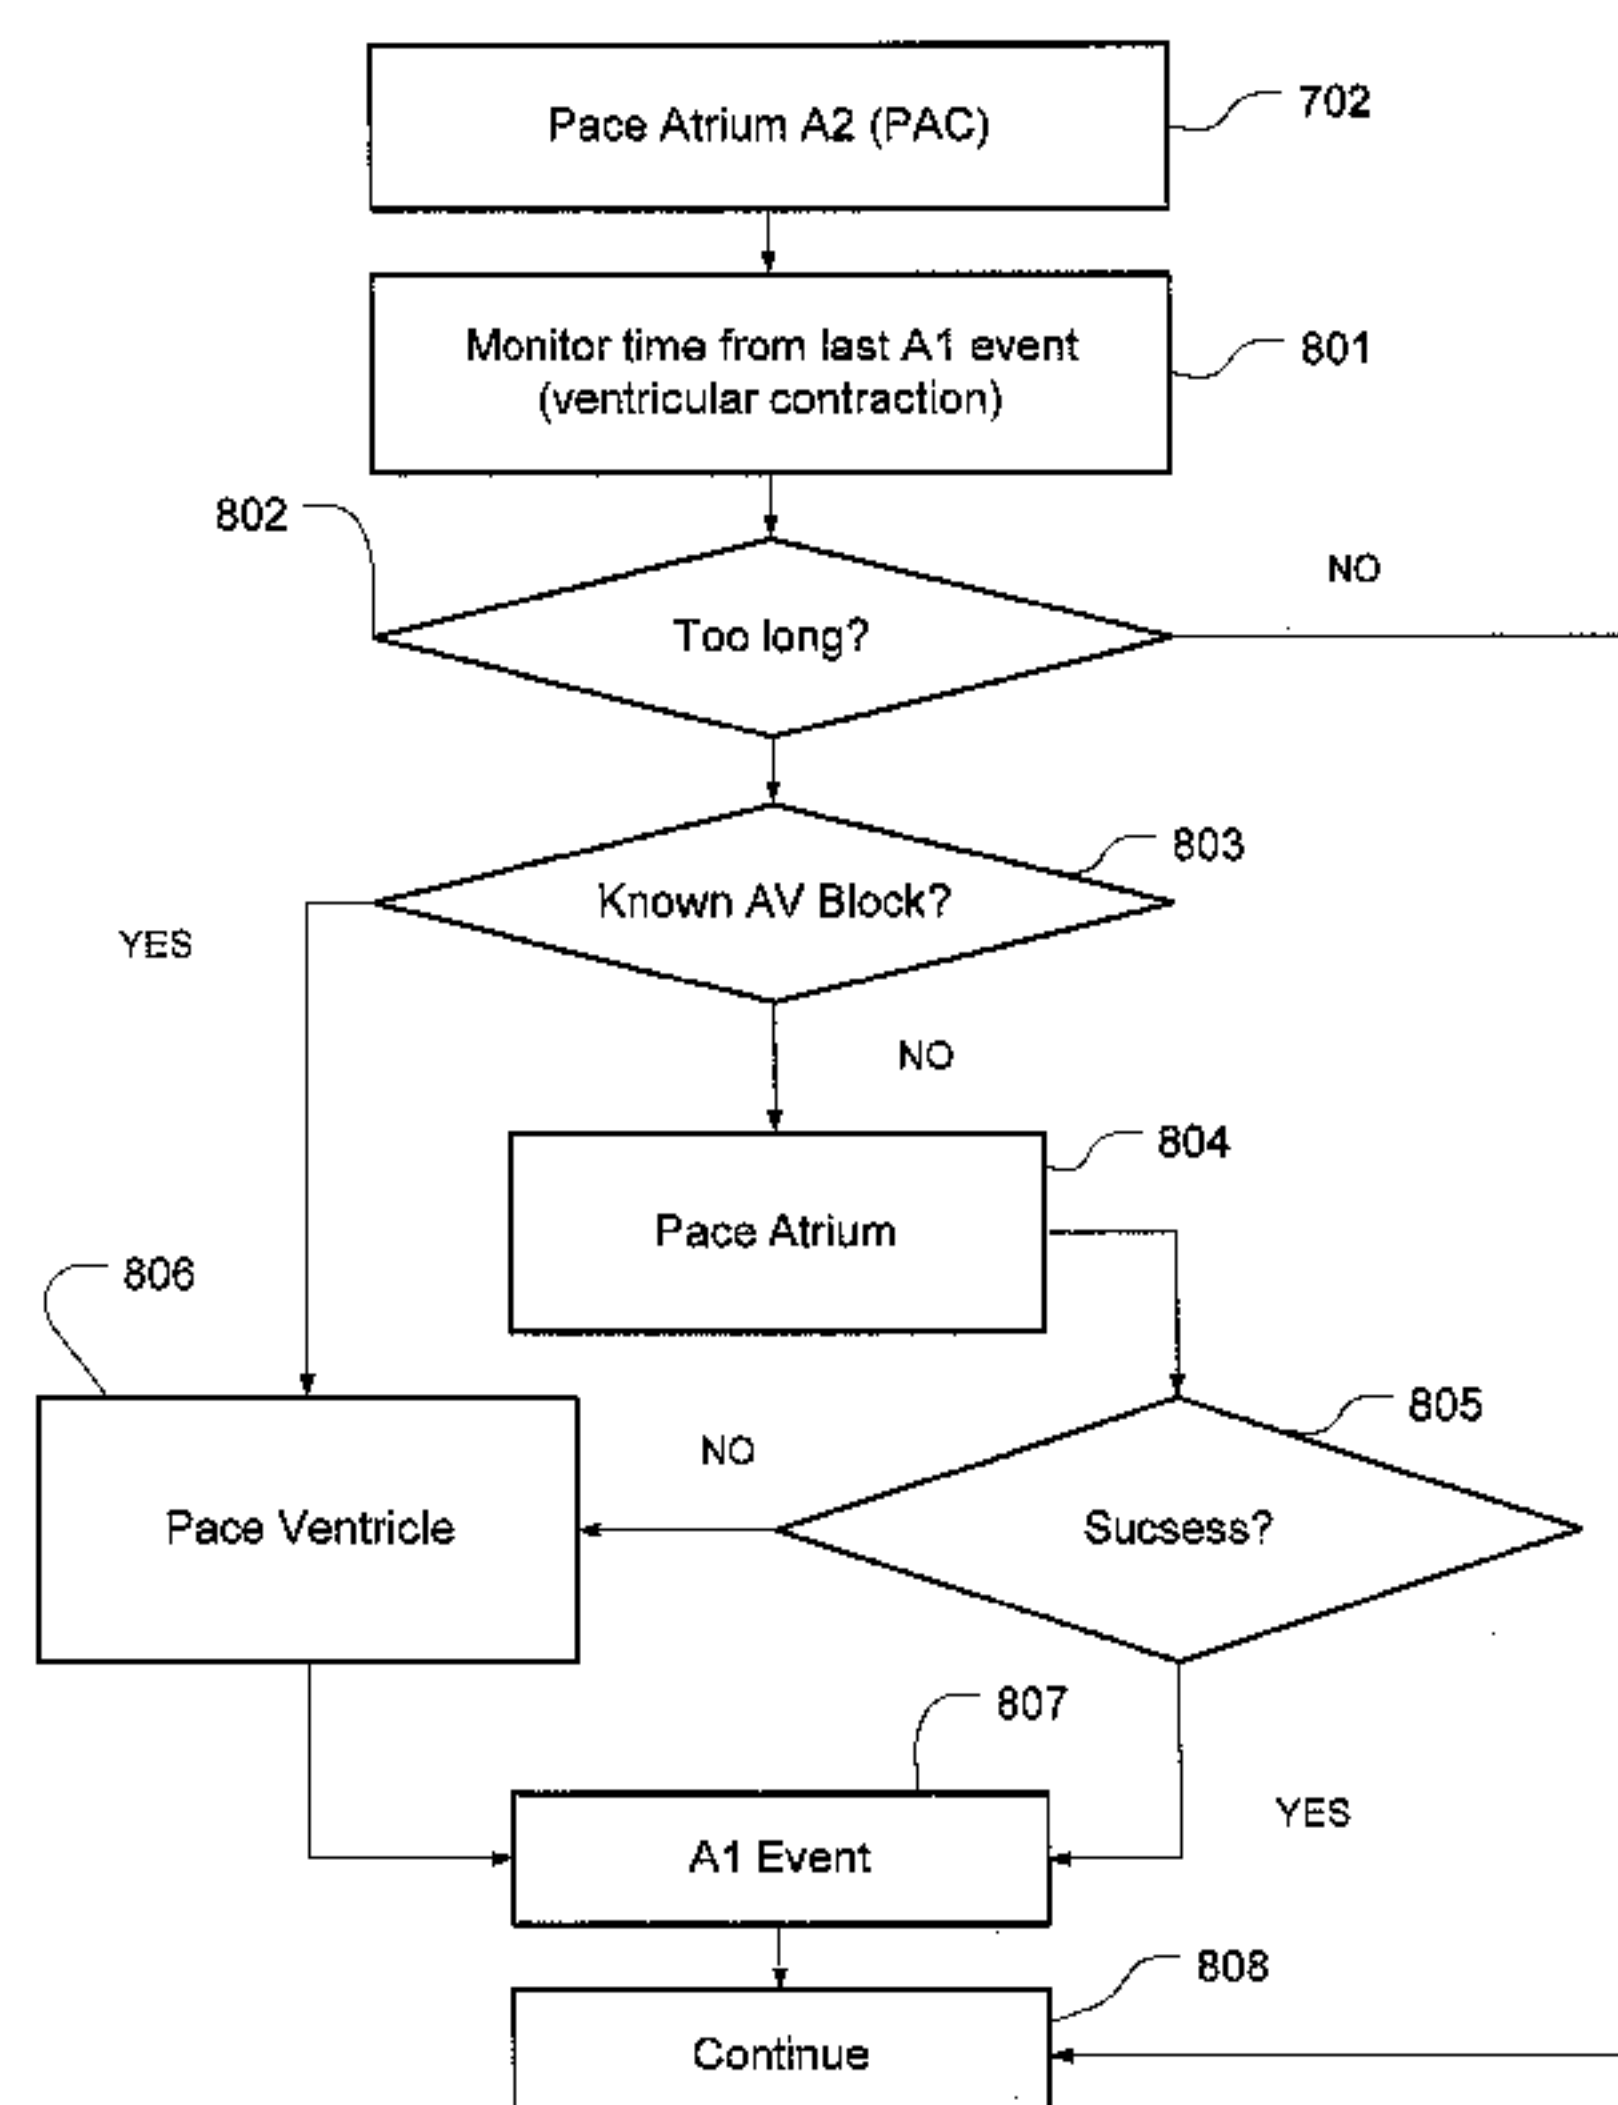 Pace Atrium A2 (PAC)
702
Monitor time from last A1 event
(ventricular contraction)
801
802
Too long?
NO
803
Known AV Block?
YES
NO
804
Pace Atrium
806
805
NO
Pace Ventricle
Sucsess?
807
A1 Event
YES
808
Continue